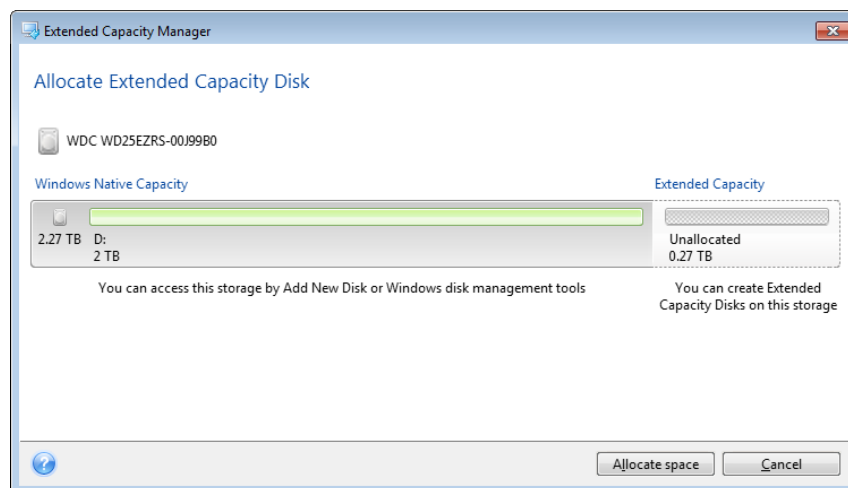 Extended Capacity Manager
Allocate Extended Capacity Disk
WDC WD25EZRS-00J99B0
Windows Native Capacity
Extended Capacity
2.27 TB
D:
2 TB
Unallocated
0.27 TB
You can access this storage by Add New Disk or Windows disk management tools
You can create Extended
Capacity Disks on this storage
?
Allocate space
Cancel